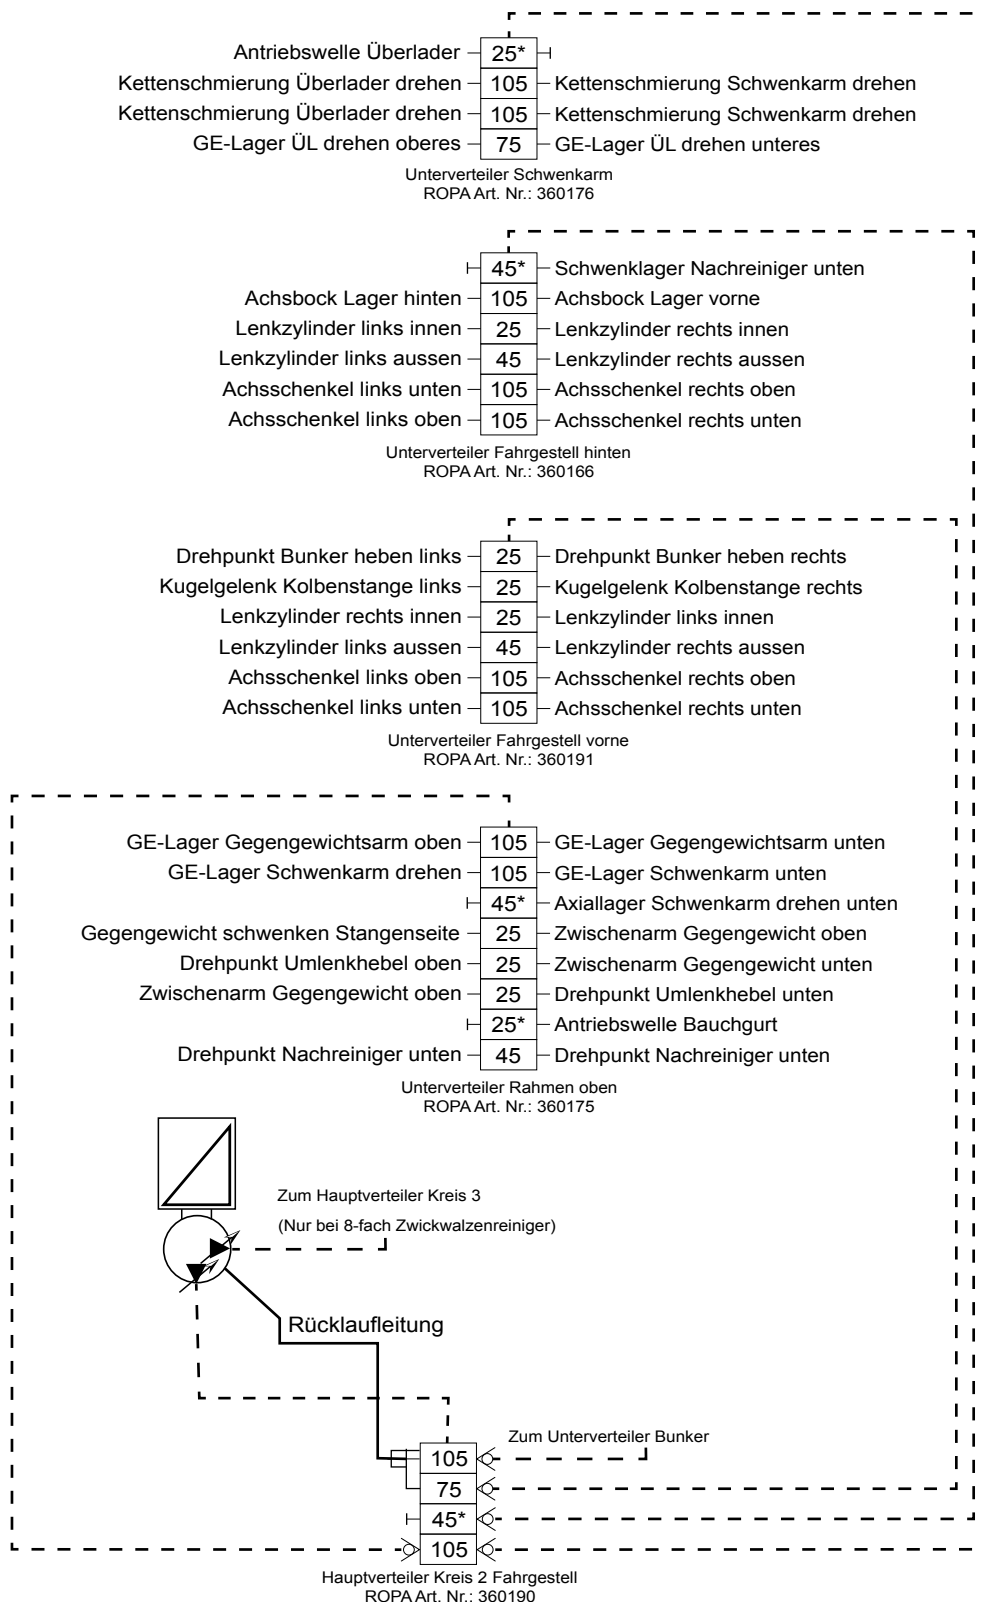 Antriebswelle Überlader 25*
Kettenschmierung Überlader drehen 105 Kettenschmierung Schwenkarm drehen
Kettenschmierung Überlader drehen 105 Kettenschmierung Schwenkarm drehen
GE-Lager ÜL drehen oberes 75 GE-Lager ÜL drehen unteres
Unterverteiler Schwenkarm
ROPA Art. Nr.: 360176
45* Schwenklager Nachreiniger unten
Achsbock Lager hinten 105 Achsbock Lager vorne
Lenkzylinder links innen 25 Lenkzylinder rechts innen
Lenkzylinder links aussen 45 Lenkzylinder rechts aussen
Achsschenkel links unten 105 Achsschenkel rechts oben
Achsschenkel links oben 105 Achsschenkel rechts unten
Unterverteiler Fahrgestell hinten
ROPA Art. Nr.: 360166
Drehpunkt Bunker heben links 25 Drehpunkt Bunker heben rechts
Kugelgelenk Kolbenstange links 25 Kugelgelenk Kolbenstange rechts
Lenkzylinder rechts innen 25 Lenkzylinder links innen
Lenkzylinder links aussen 45 Lenkzylinder rechts aussen
Achsschenkel links oben 105 Achsschenkel rechts oben
Achsschenkel links unten 105 Achsschenkel rechts unten
Unterverteiler Fahrgestell vorne
ROPA Art. Nr.: 360191
GE-Lager Gegengewichtsarm oben 105 GE-Lager Gegengewichtsarm unten
GE-Lager Schwenkarm drehen 105 GE-Lager Schwenkarm unten
45* Axiallager Schwenkarm drehen unten
Gegengewicht schwenken Stangenseite 25 Zwischenarm Gegengewicht oben
Drehpunkt Umlenkhebel oben 25 Zwischenarm Gegengewicht unten
Zwischenarm Gegengewicht oben 25 Drehpunkt Umlenkhebel unten
25* Antriebswelle Bauchgurt
Drehpunkt Nachreiniger unten 45 Drehpunkt Nachreiniger unten
Unterverteiler Rahmen oben
ROPA Art. Nr.: 360175
Zum Hauptverteiler Kreis 3
(Nur bei 8-fach Zwickwalzenreiniger)
Rücklaufleitung
Zum Unterverteiler Bunker
105
75
45*
105
Hauptverteiler Kreis 2 Fahrgestell
ROPA Art. Nr.: 360190